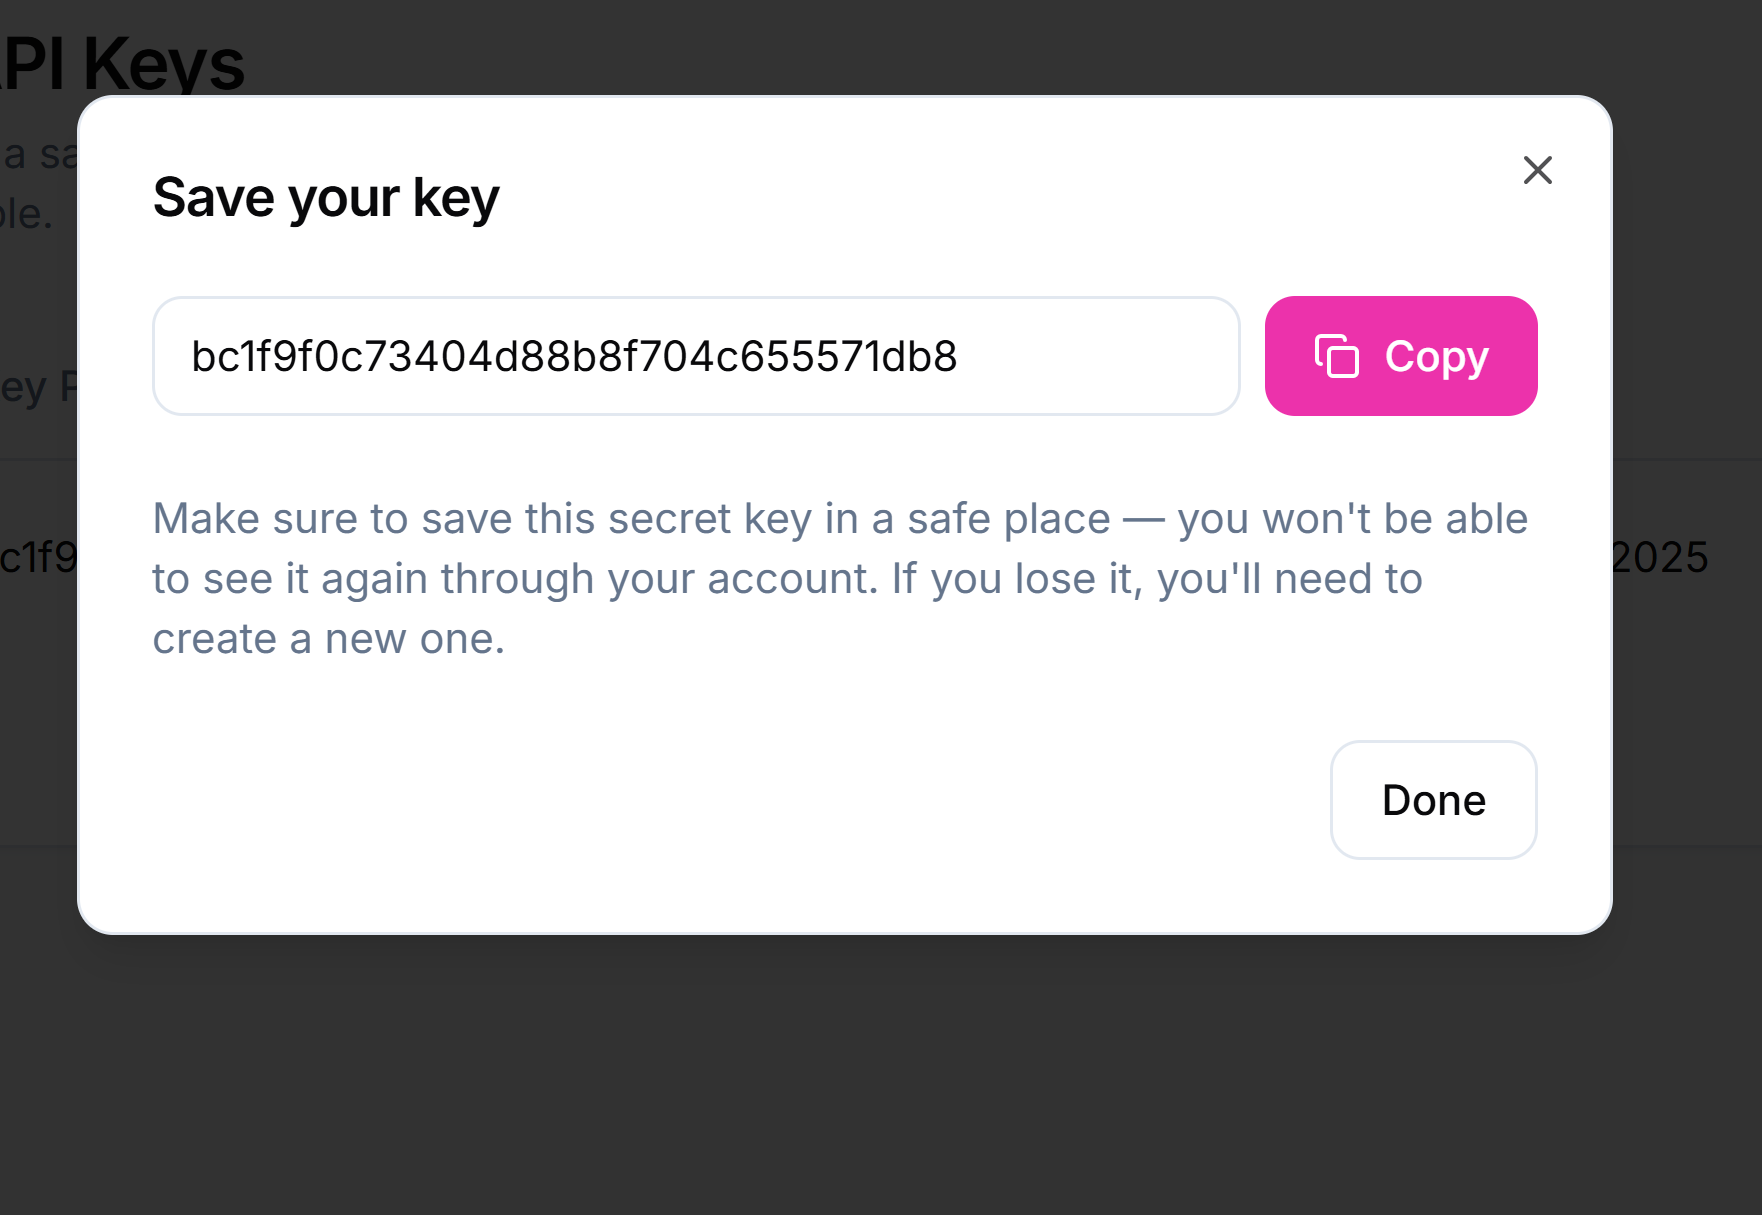 PI Keys
a sa
ble.
Save your key
bc1f9f0c73404d88b8f704c655571db8
Copy
ey P
Make sure to save this secret key in a safe place — you won't be able
to see it again through your account. If you lose it, you'll need to
create a new one.
c1f9
2025
Done